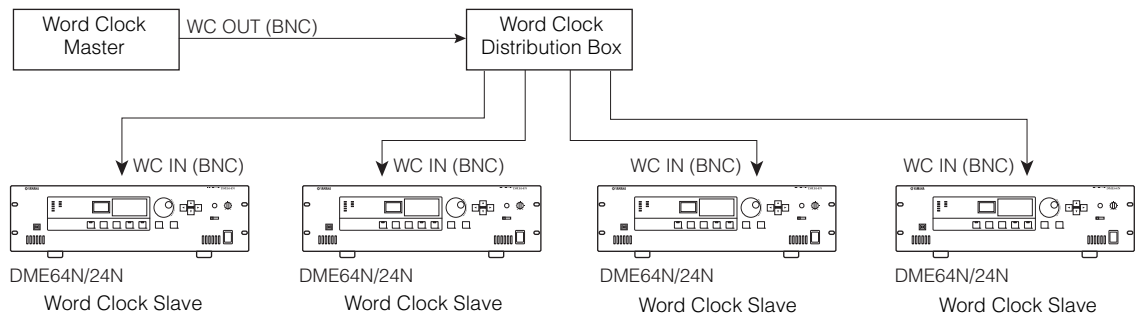 Word Clock
Master
WC OUT (BNC)
Word Clock
Distribution Box
WC IN (BNC)
WC IN (BNC)
WC IN (BNC)
WC IN (BNC)
DME64N/24N
DME64N/24N
DME64N/24N
DME64N/24N
Word Clock Slave
Word Clock Slave
Word Clock Slave
Word Clock Slave